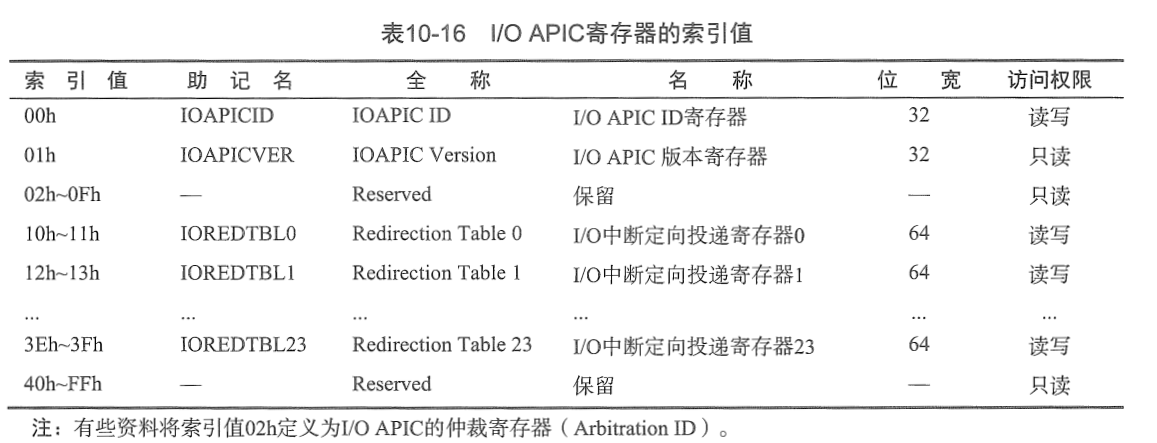 表10-16 I/O APIC寄存器的索引值
索 引 值 助 记 名 全 称 名 称 位 宽 访问权限
00h IOAPICID IOAPIC ID I/O APIC ID寄存器 32 读写
01h IOAPICVER IOAPIC Version I/O APIC 版本寄存器 32 只读
02h~0Fh — Reserved 保留 — 只读
10h~11h IOREDTBL0 Redirection Table 0 I/O中断定向投递寄存器0 64 读写
12h~13h IOREDTBL1 Redirection Table 1 I/O中断定向投递寄存器1 64 读写
... ... ... ... ... ...
3Eh~3Fh IOREDTBL23 Redirection Table 23 I/O中断定向投递寄存器23 64 读写
40h~FFh — Reserved 保留 — 只读
注：有些资料将索引值02h定义为I/O APIC的仲裁寄存器（Arbitration ID）。